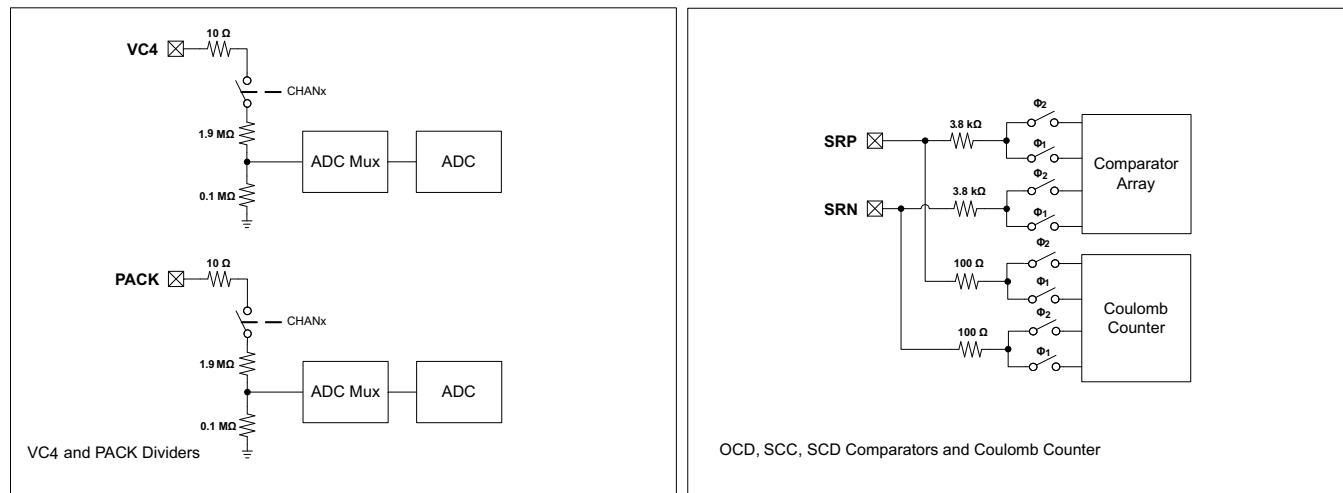 10 Ω
VC4
CHANx
1.9 MΩ
ADC Mux
ADC
0.1 MΩ
10 Ω
PACK
CHANx
1.9 MΩ
ADC Mux
ADC
0.1 MΩ
VC4 and PACK Dividers
Φ2
3.8 kΩ
SRP
Φ1
Comparator
Array
Φ2
3.8 kΩ
SRN
Φ1
Φ2
100 Ω
Φ1
Coulomb
Counter
Φ2
100 Ω
Φ1
OCD, SCC, SCD Comparators and Coulomb Counter